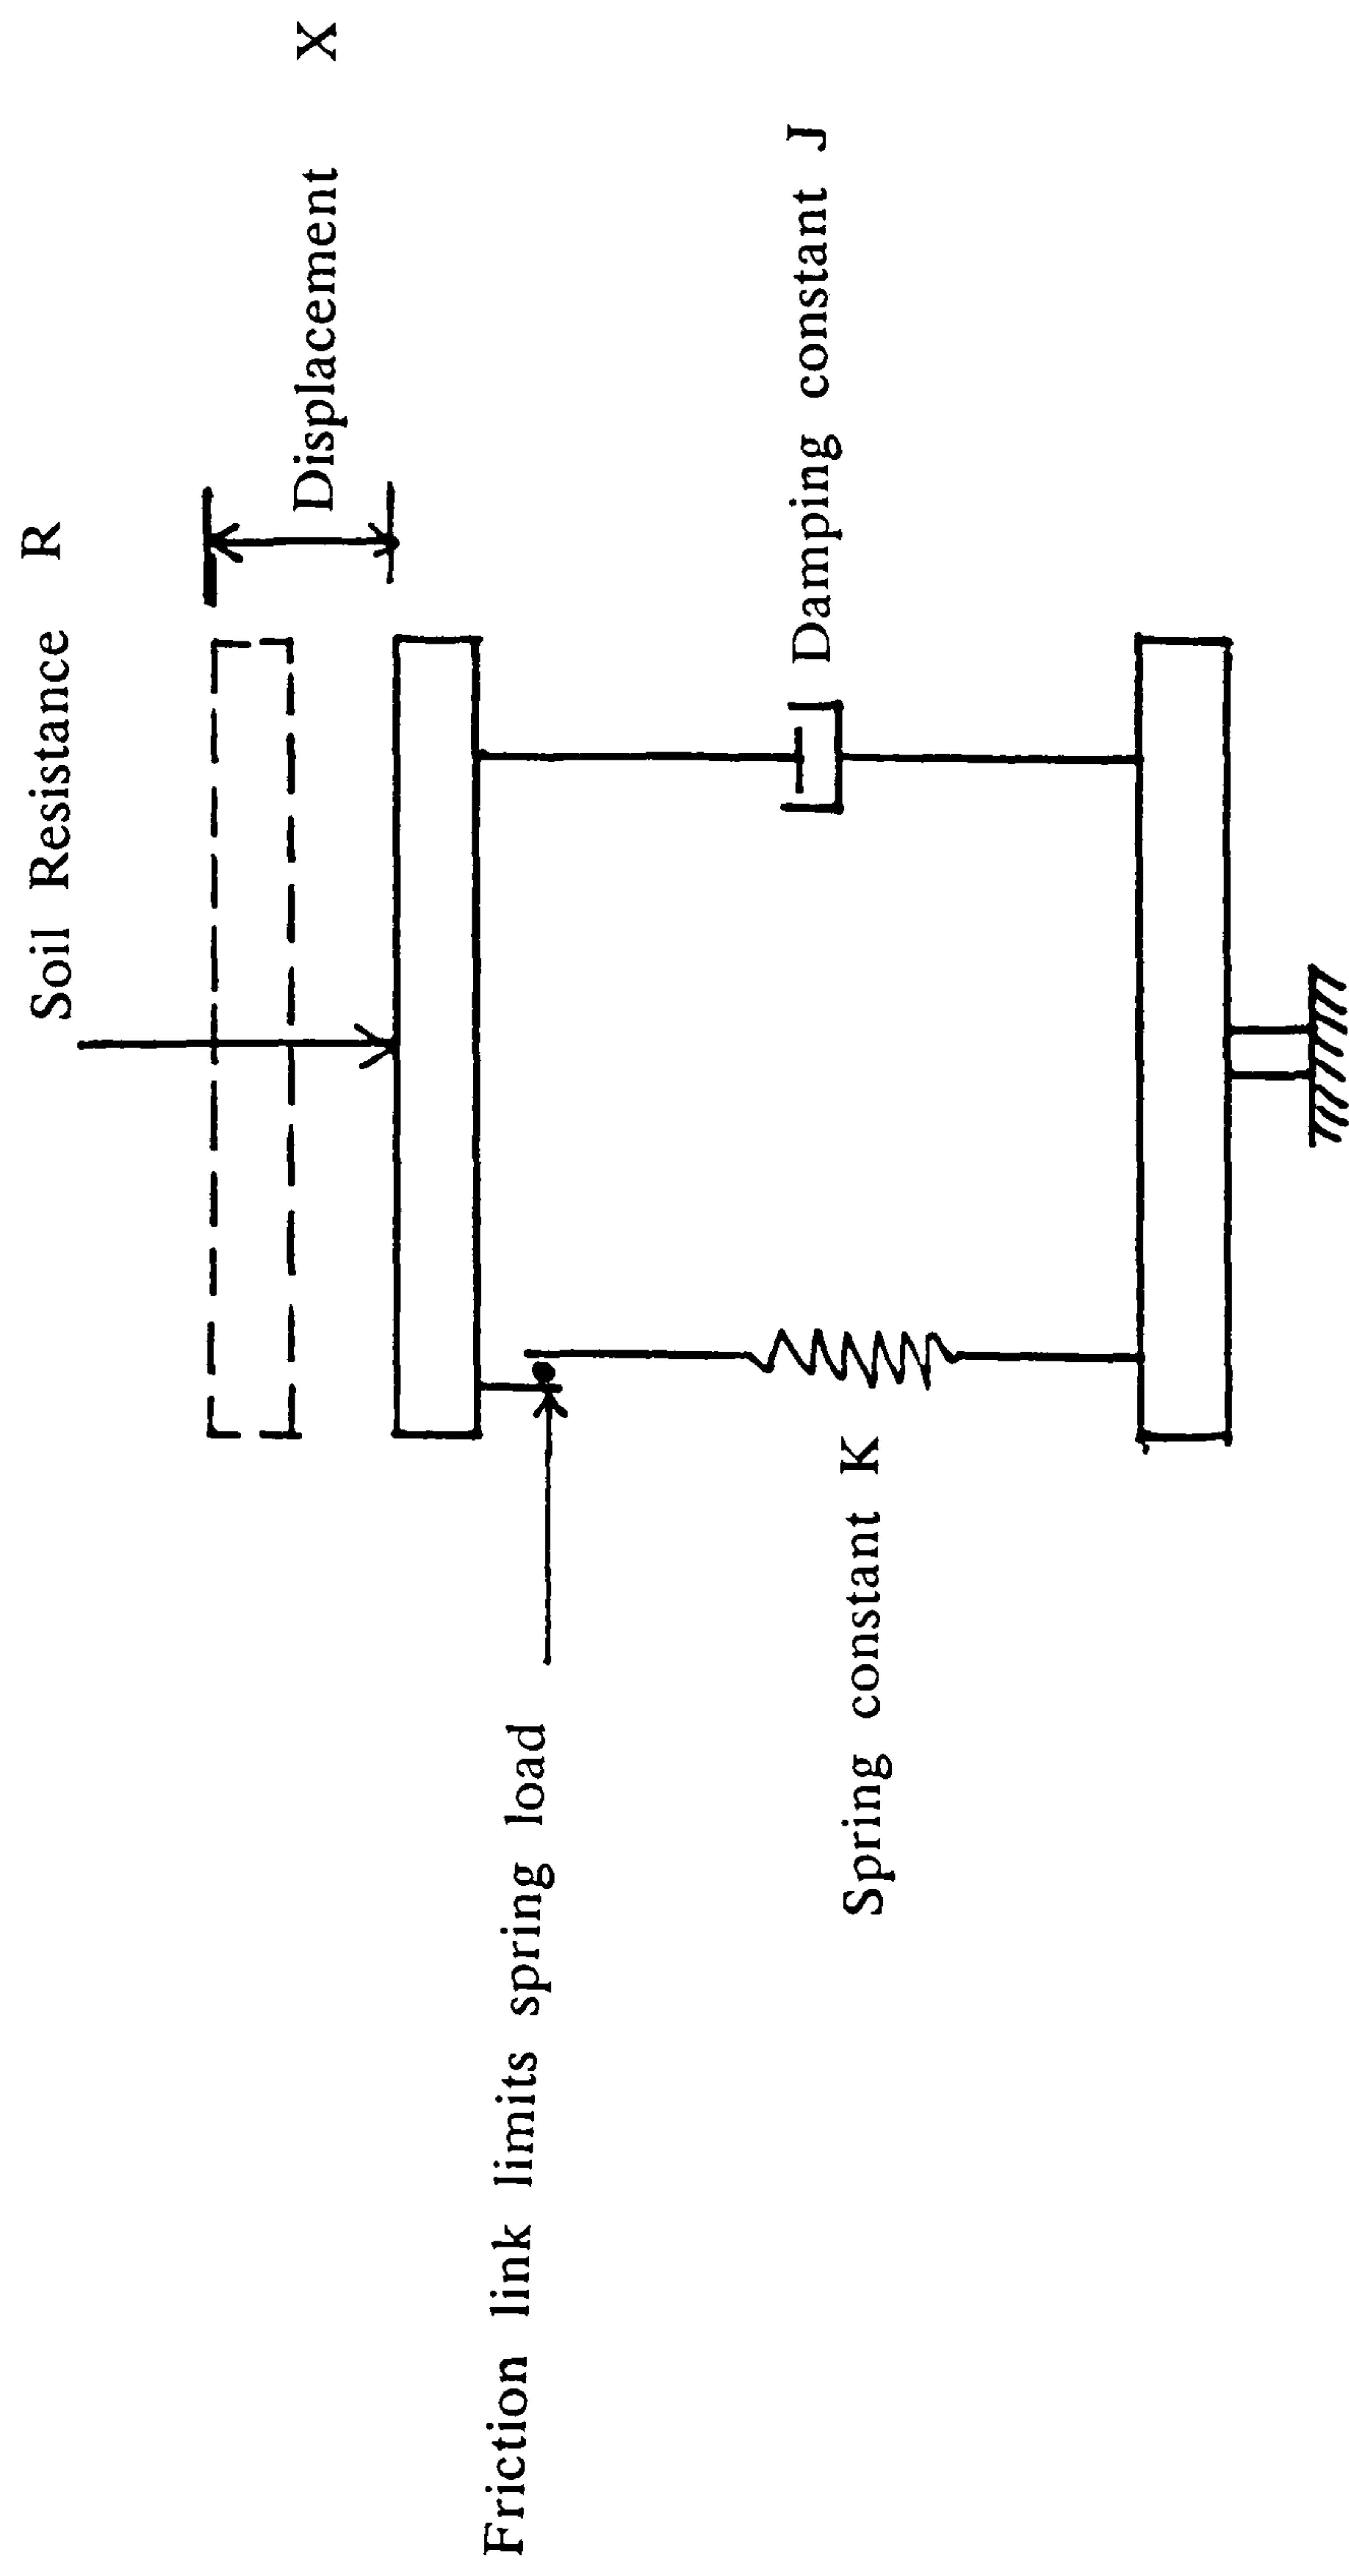 Soil Resistance R
Displacement X
Friction link limits spring load
Damping constant J
Spring constant K